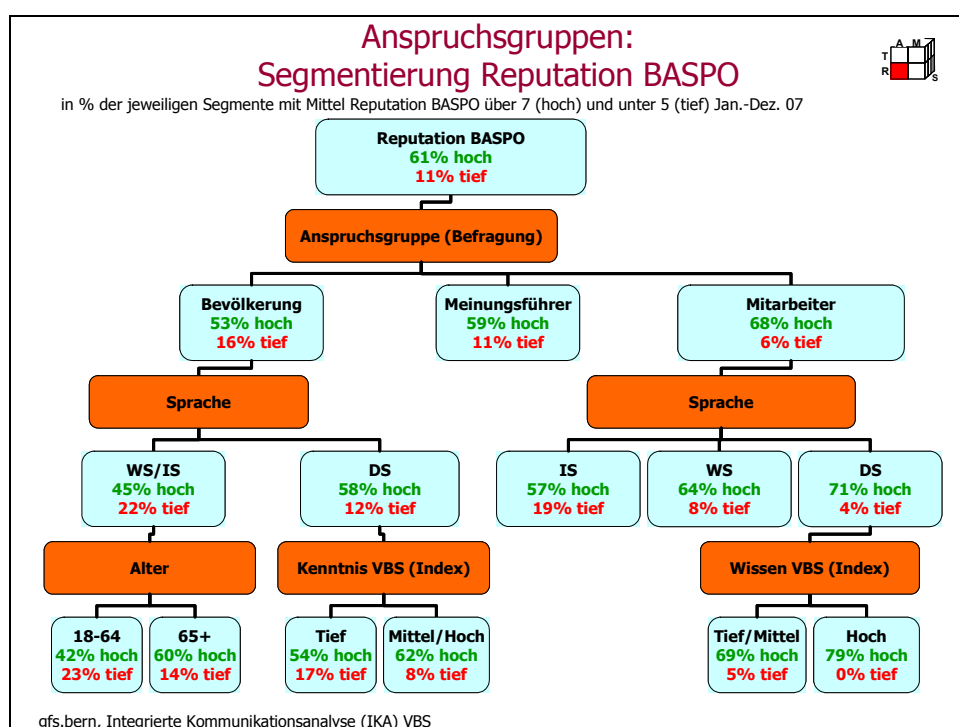 Anspruchsgruppen:
Segmentierung Reputation BASPO
A M
T
R S
in % der jeweiligen Segmente mit Mittel Reputation BASPO über 7 (hoch) und unter 5 (tief) Jan.-Dez. 07
Reputation BASPO
61% hoch
11% tief
Anspruchsgruppe (Befragung)
Bevölkerung
53% hoch
16% tief
Meinungsführer
59% hoch
11% tief
Mitarbeiter
68% hoch
6% tief
Sprache
Sprache
WS/IS
45% hoch
22% tief
DS
58% hoch
12% tief
IS
57% hoch
19% tief
WS
64% hoch
8% tief
DS
71% hoch
4% tief
Alter
Kenntnis VBS (Index)
Wissen VBS (Index)
18-64
42% hoch
23% tief
65+
60% hoch
14% tief
Tief
54% hoch
17% tief
Mittel/Hoch
62% hoch
8% tief
Tief/Mittel
69% hoch
5% tief
Hoch
79% hoch
0% tief
gfs.bern, Integrierte Kommunikationsanalyse (IKA) VBS